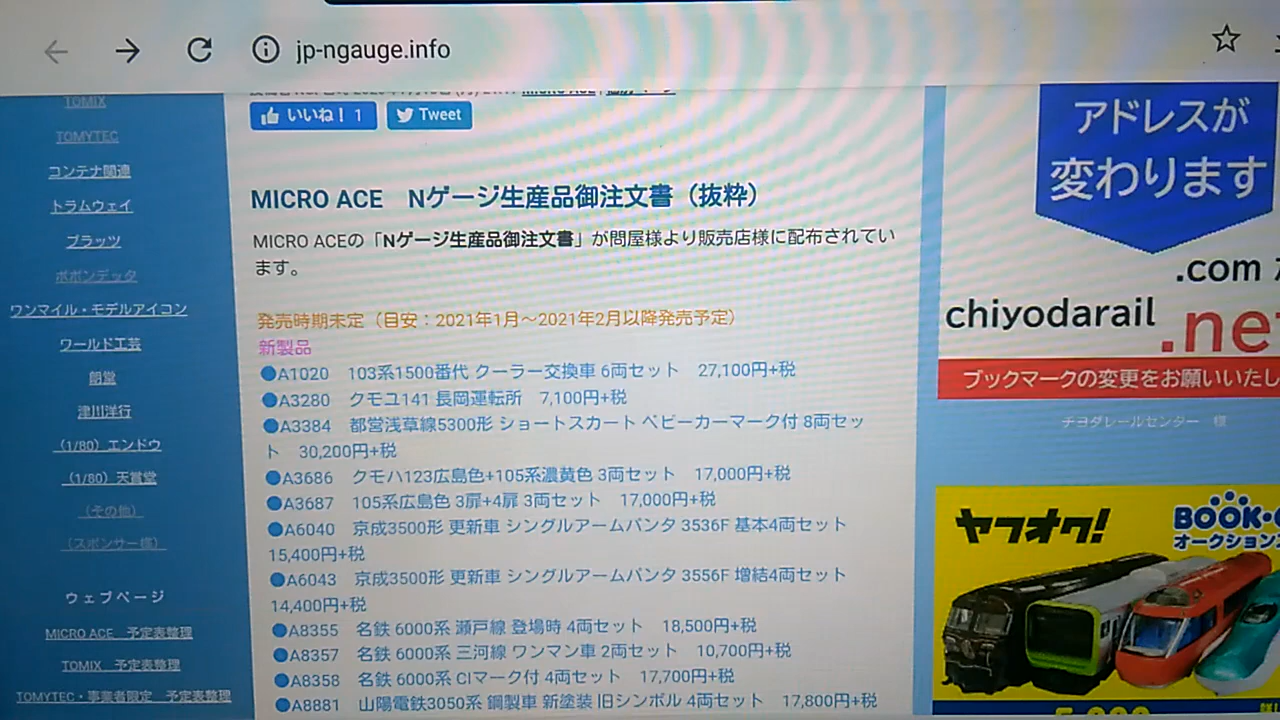 jp-ngauge.info
TOMIX
TOMYTEC
コンテナ関連
トラムウェイ
プラッツ
ポポンデッタ
ワンマイル・モデルアイコン
ワールド工芸
朗堂
津川洋行
（1/80）エンドウ
（1/80）天賞堂
（その他）
（スポンサー様）
ウェブページ
MICRO ACE　予定表整理
TOMIX　予定表整理
TOMYTEC・事業者限定　予定表整理
いいね！ 1
Tweet
MICRO ACE　Nゲージ生産品御注文書（抜粋）
MICRO ACEの「Nゲージ生産品御注文書」が問屋様より販売店様に配布されてい
ます。
発売時期未定（目安：2021年1月～2021年2月以降発売予定）
新製品
●A1020　103系1500番代 クーラー交換車 6両セット　27,100円+税
●A3280　クモユ141 長岡運転所　7,100円+税
●A3384　都営浅草線5300形 ショートスカート ベビーカーマーク付 8両セッ
ト　30,200円+税
●A3686　クモハ123広島色+105系濃黄色 3両セット　17,000円+税
●A3687　105系広島色 3扉+4扉 3両セット　17,000円+税
●A6040　京成3500形 更新車 シングルアームパンタ 3536F 基本4両セット
15,400円+税
●A6043　京成3500形 更新車 シングルアームパンタ 3556F 増結4両セット
14,400円+税
●A8355　名鉄 6000系 瀬戸線 登場時 4両セット　18,500円+税
●A8357　名鉄 6000系 三河線 ワンマン車 2両セット　10,700円+税
●A8358　名鉄 6000系 CIマーク付 4両セット　17,700円+税
●A8881　山陽電鉄3050系 鋼製車 新塗装 旧シンボル 4両セット　17,800円+税
アドレスが
変わります
.com
chiyodarail
.ne
ブックマークの変更をお願いいたし
チヨダレールセンター　様
ヤフオク!
BOOK
オークション